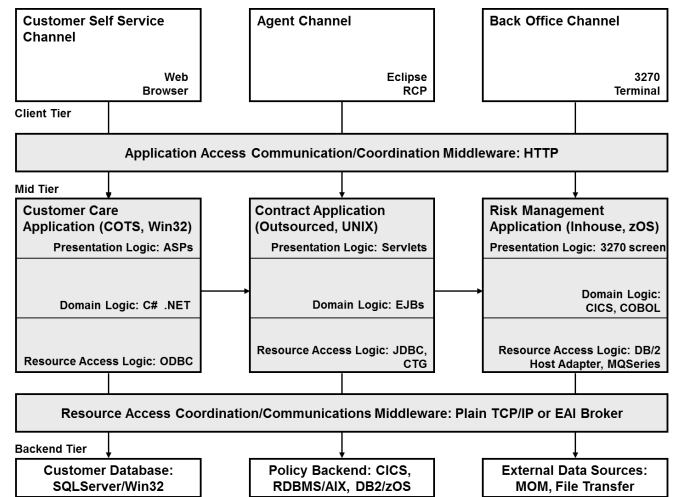 Customer Self Service
Channel
Web
Browser
Agent Channel
Eclipse
RCP
Back Office Channel
3270
Terminal
Client Tier
Application Access Communication/Coordination Middleware: HTTP
Mid Tier
Customer Care
Application (COTS, Win32)
Presentation Logic: ASPs
Domain Logic: C# .NET
Resource Access Logic: ODBC
Contract Application
(Outsourced, UNIX)
Presentation Logic: Servlets
Domain Logic: EJBs
Resource Access Logic: JDBC,
CTG
Risk Management
Application (Inhouse, zOS)
Presentation Logic: 3270 screen
Domain Logic:
CICS, COBOL
Resource Access Logic: DB/2
Host Adapter, MQSeries
Resource Access Coordination/Communications Middleware: Plain TCP/IP or EAI Broker
Backend Tier
Customer Database:
SQLServer/Win32
Policy Backend: CICS,
RDBMS/AIX, DB2/zOS
External Data Sources:
MOM, File Transfer